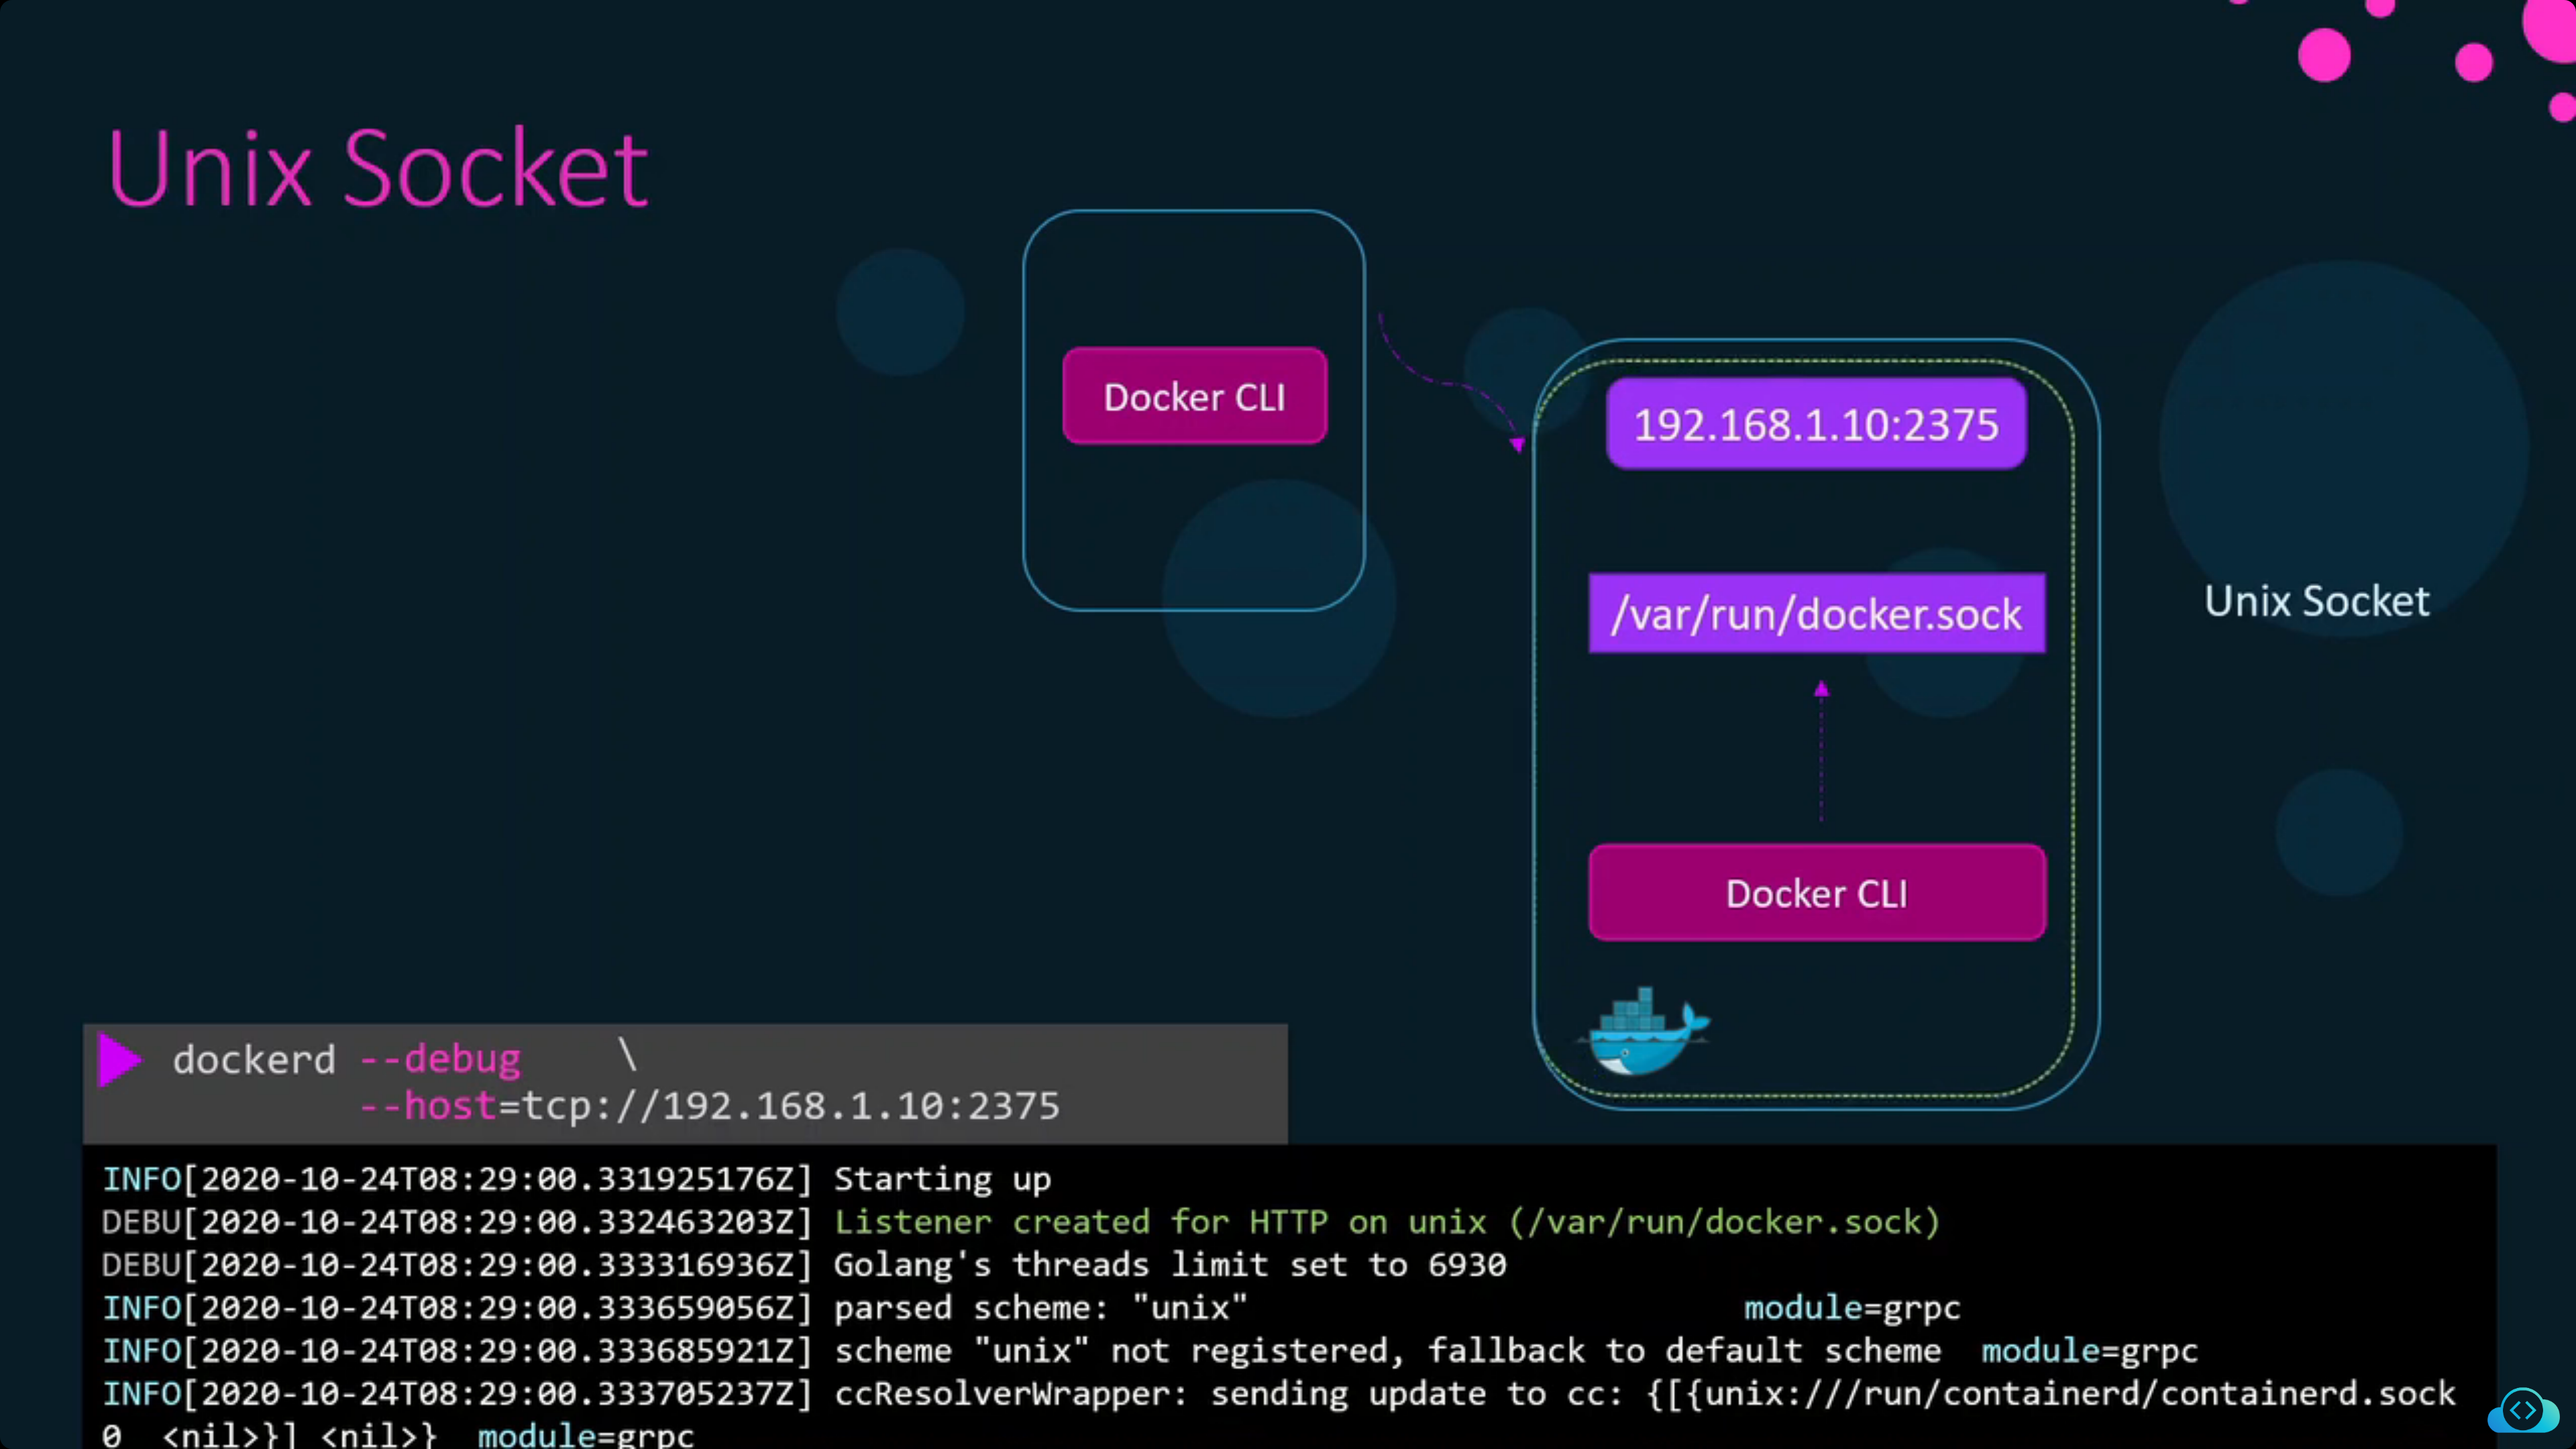 Unix Socket
Docker CLI
192.168.1.10:2375
/var/run/docker.sock
Unix Socket
Docker CLI
dockerd --debug    \
--host=tcp://192.168.1.10:2375
INFO[2020-10-24T08:29:00.331925176Z] Starting up
DEBU[2020-10-24T08:29:00.332463203Z] Listener created for HTTP on unix (/var/run/docker.sock)
DEBU[2020-10-24T08:29:00.333316936Z] Golang's threads limit set to 6930
INFO[2020-10-24T08:29:00.333659056Z] parsed scheme: "unix" module=grpc
INFO[2020-10-24T08:29:00.333685921Z] scheme "unix" not registered, fallback to default scheme  module=grpc
INFO[2020-10-24T08:29:00.333705237Z] ccResolverWrapper: sending update to cc: {[{unix:///run/containerd/containerd.sock
0  <nil>}] <nil>}  module=grpc